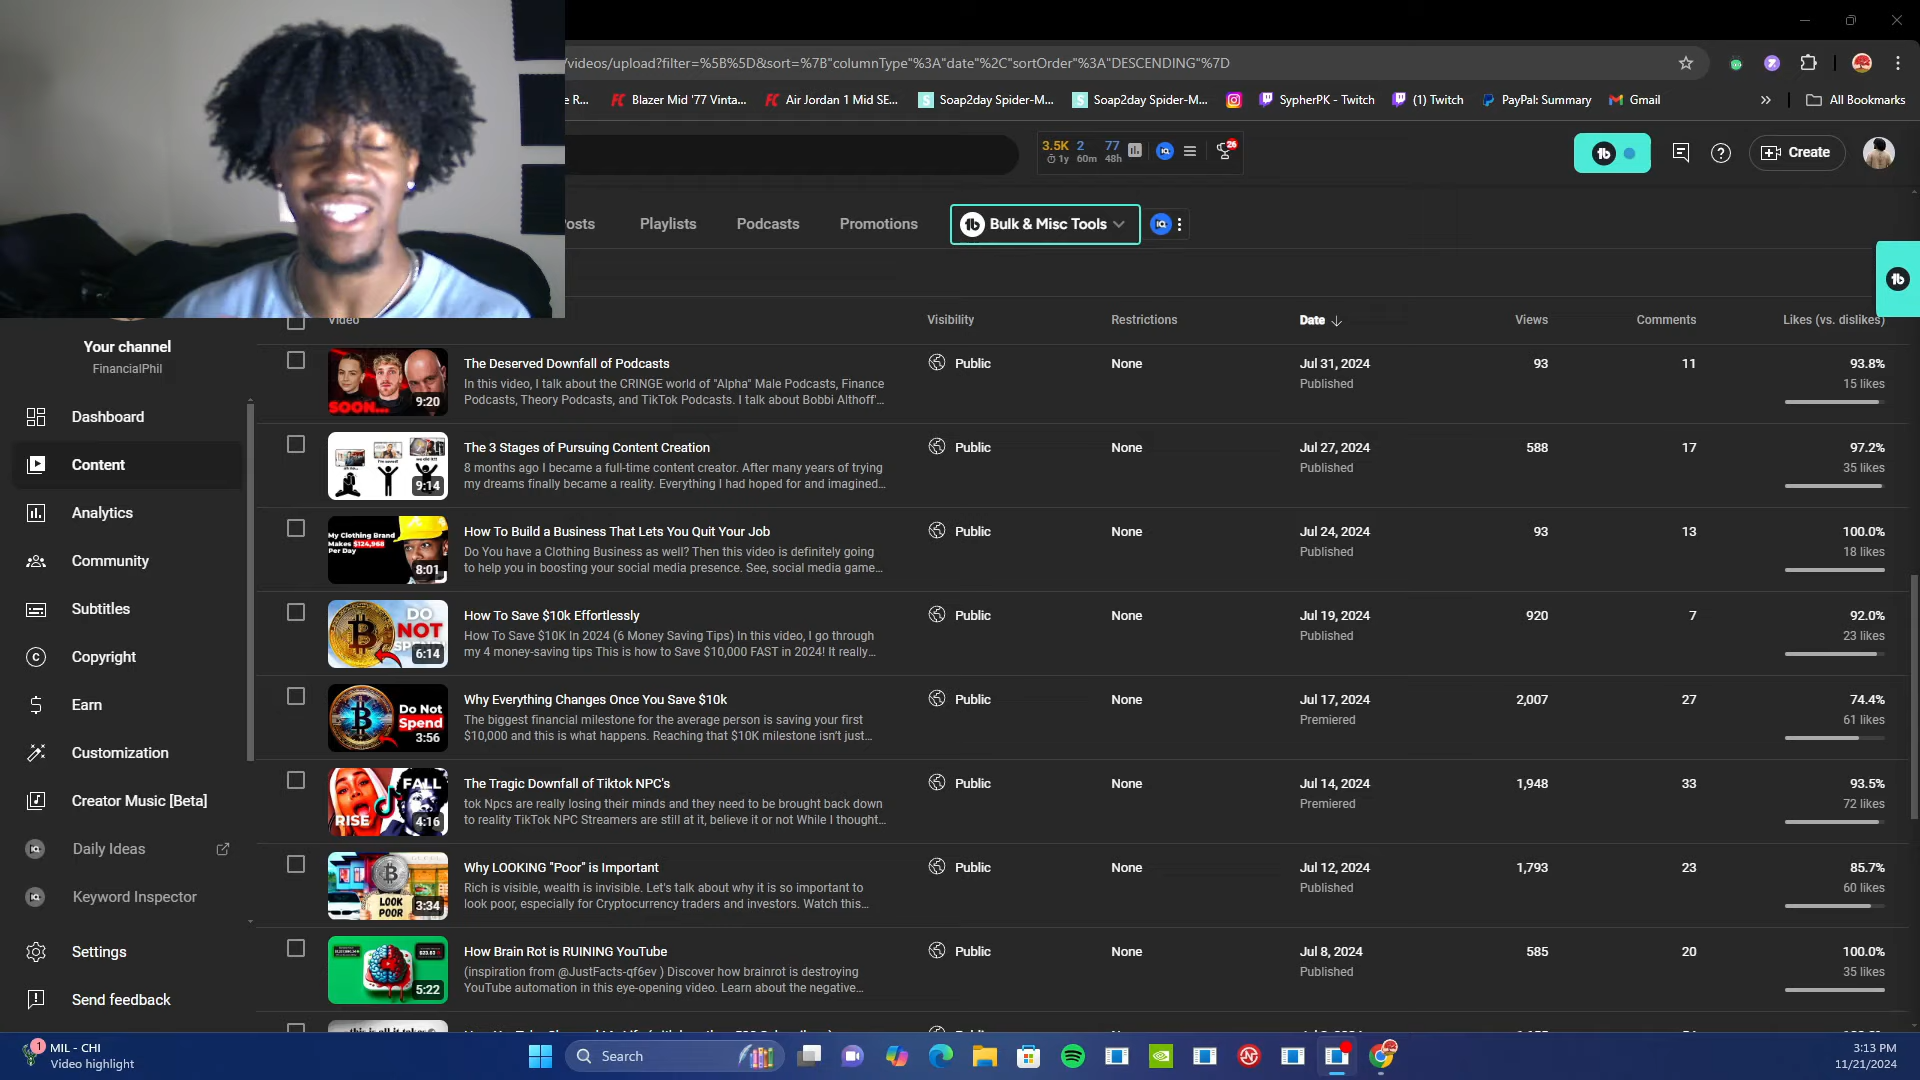 /videos/upload?filter=%5B%5D&sort=%7B"columnType"%3A"date"%2C"sortOrder"%3A"DESCENDING"%7D
e R... Blazer Mid '77 Vinta... Air Jordan 1 Mid SE... Soap2day Spider-M... Soap2day Spider-M... SypherPK - Twitch (1) Twitch PayPal: Summary Gmail » All Bookmarks
3.5K 2 77 26
1y 60m 48h
Create
osts Playlists Podcasts Promotions Bulk & Misc Tools
Video Visibility Restrictions Date Views Comments Likes (vs. dislikes)
Your channel
FinancialPhil
Dashboard
Content
Analytics
Community
Subtitles
Copyright
Earn
Customization
Creator Music [Beta]
Daily Ideas
Keyword Inspector
Settings
Send feedback
SOON...
9:20
The Deserved Downfall of Podcasts Public None Jul 31, 2024 93 11 93.8%
In this video, I talk about the CRINGE world of "Alpha" Male Podcasts, Finance Published 15 likes
Podcasts, Theory Podcasts, and TikTok Podcasts. I talk about Bobbi Althoff'...
9:14
The 3 Stages of Pursuing Content Creation Public None Jul 27, 2024 588 17 97.2%
8 months ago I became a full-time content creator. After many years of trying Published 35 likes
my dreams finally became a reality. Everything I had hoped for and imagined...
My Clothing Brand
Makes $124,968
Per Day
8:01
How To Build a Business That Lets You Quit Your Job Public None Jul 24, 2024 93 13 100.0%
Do You have a Clothing Business as well? Then this video is definitely going Published 18 likes
to help you in boosting your social media presence. See, social media game...
DO
NOT
6:14
How To Save $10k Effortlessly Public None Jul 19, 2024 920 7 92.0%
How To Save $10K In 2024 (6 Money Saving Tips) In this video, I go through Published 23 likes
my 4 money-saving tips This is how to Save $10,000 FAST in 2024! It really...
Do Not
Spend
3:56
Why Everything Changes Once You Save $10k Public None Jul 17, 2024 2,007 27 74.4%
The biggest financial milestone for the average person is saving your first Premiered 61 likes
$10,000 and this is what happens. Reaching that $10K milestone isn't just...
FALL
RISE
4:16
The Tragic Downfall of Tiktok NPC's Public None Jul 14, 2024 1,948 33 93.5%
tok Npcs are really losing their minds and they need to be brought back down Premiered 72 likes
to reality TikTok NPC Streamers are still at it, believe it or not While I thought...
LOOK
POOR
3:34
Why LOOKING "Poor" is Important Public None Jul 12, 2024 1,793 23 85.7%
Rich is visible, wealth is invisible. Let's talk about why it is so important to Published 60 likes
look poor, especially for Cryptocurrency traders and investors. Watch this...
5:22
How Brain Rot is RUINING YouTube Public None Jul 8, 2024 585 20 100.0%
(inspiration from @JustFacts-qf6ev ) Discover how brainrot is destroying Published 35 likes
YouTube automation in this eye-opening video. Learn about the negative...
1 MIL - CHI
Video highlight
Search
3:13 PM
11/21/2024